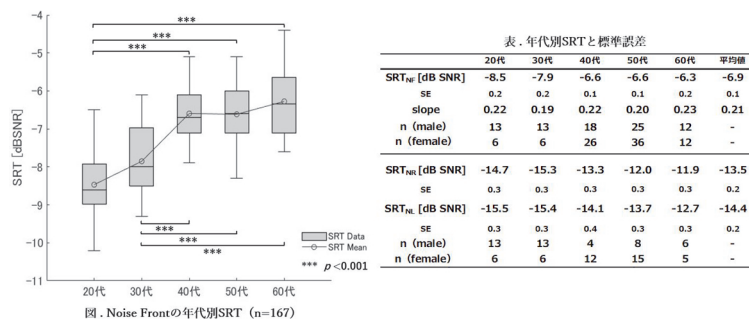 ***
***
***
-4
-5
-6
-7
-8
-9
-10
-11
SRT [dBSNR]
***
***
***
SRT Data
SRT Mean
*** p <0.001
20代 30代 40代 50代 60代
図 . Noise Frontの年代別SRT（n=167）
表 . 年代別SRTと標準誤差
20代 30代 40代 50代 60代 平均値
SRTNF [dB SNR] -8.5 -7.9 -6.6 -6.6 -6.3 -6.9
SE 0.2 0.2 0.1 0.1 0.2 0.1
slope 0.22 0.19 0.22 0.20 0.23 0.21
n（male） 13 13 18 25 12 -
n（female） 6 6 26 36 12 -
SRTNR [dB SNR] -14.7 -15.3 -13.3 -12.0 -11.9 -13.5
SE 0.3 0.3 0.3 0.3 0.3 0.2
SRTNL [dB SNR] -15.5 -15.4 -14.1 -13.7 -12.7 -14.4
SE 0.3 0.3 0.4 0.3 0.3 0.2
n（male） 13 13 4 8 6 -
n（female） 6 6 12 15 5 -